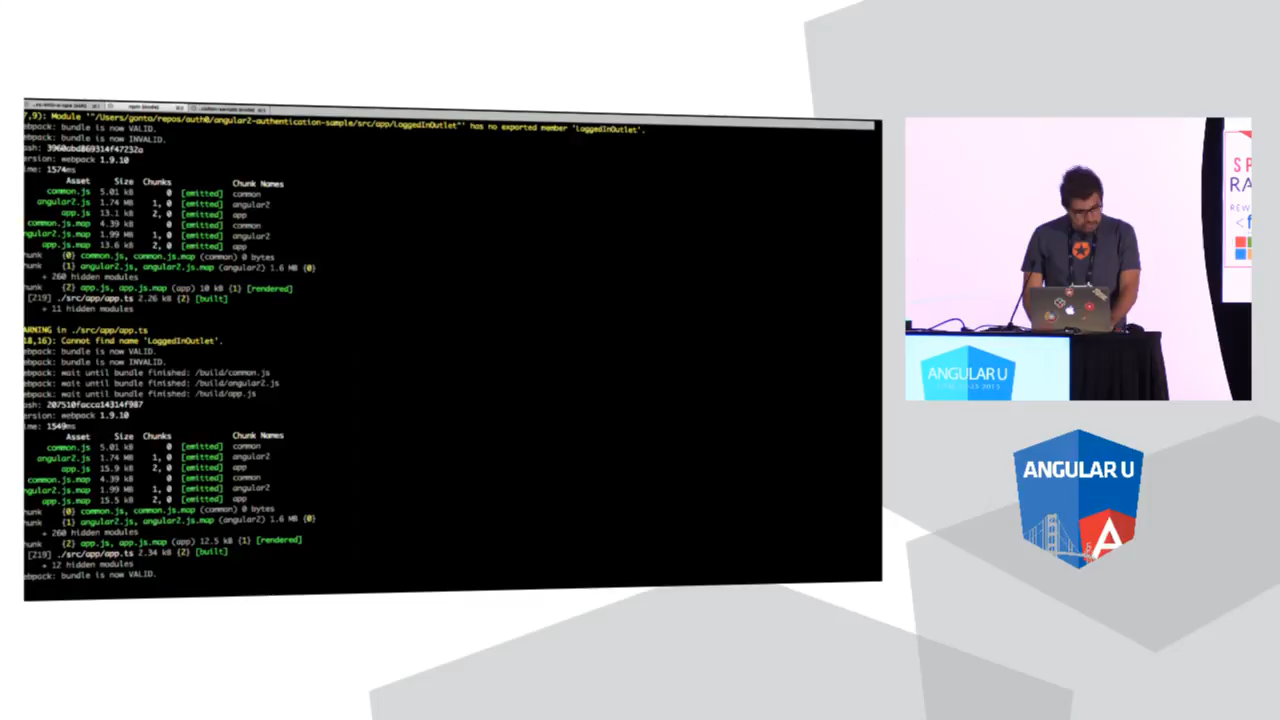 7,9): Module '"/Users/gonto/repos/auth0/angular2-authentication-sample/src/app/LoggedInOutlet"' has no exported member 'LoggedInOutlet'.
ebpack: bundle is now VALID.
ebpack: bundle is now INVALID.
ash: 3960abd869314f47232a
ersion: webpack 1.9.10
ime: 1574ms
Asset Size Chunks Chunk Names
common.js 5.01 kB 0 [emitted] common
angular2.js 1.74 MB 1, 0 [emitted] angular2
app.js 13.1 kB 2, 0 [emitted] app
common.js.map 4.39 kB 0 [emitted] common
ngular2.js.map 1.99 MB 1, 0 [emitted] angular2
app.js.map 13.6 kB 2, 0 [emitted] app
hunk {0} common.js, common.js.map (common) 0 bytes
hunk {1} angular2.js, angular2.js.map (angular2) 1.6 MB {0}
+ 260 hidden modules
hunk {2} app.js, app.js.map (app) 10 kB {1} [rendered]
[219] ./src/app/app.ts 2.26 kB {2} [built]
+ 11 hidden modules
ARNING in ./src/app/app.ts
18,16): Cannot find name 'LoggedInOutlet'.
ebpack: bundle is now VALID.
ebpack: bundle is now INVALID.
ebpack: wait until bundle finished: /build/common.js
ebpack: wait until bundle finished: /build/angular2.js
ebpack: wait until bundle finished: /build/app.js
ash: 207510facca14314f987
ersion: webpack 1.9.10
ime: 1549ms
Asset Size Chunks Chunk Names
common.js 5.01 kB 0 [emitted] common
angular2.js 1.74 MB 1, 0 [emitted] angular2
app.js 15.9 kB 2, 0 [emitted] app
common.js.map 4.39 kB 0 [emitted] common
ngular2.js.map 1.99 MB 1, 0 [emitted] angular2
app.js.map 15.5 kB 2, 0 [emitted] app
hunk {0} common.js, common.js.map (common) 0 bytes
hunk {1} angular2.js, angular2.js.map (angular2) 1.6 MB {0}
+ 260 hidden modules
hunk {2} app.js, app.js.map (app) 12.5 kB {1} [rendered]
[219] ./src/app/app.ts 2.34 kB {2} [built]
+ 12 hidden modules
ebpack: bundle is now VALID.
SP
RA
REW
<f
ANGULAR U
ANGULAR U
A